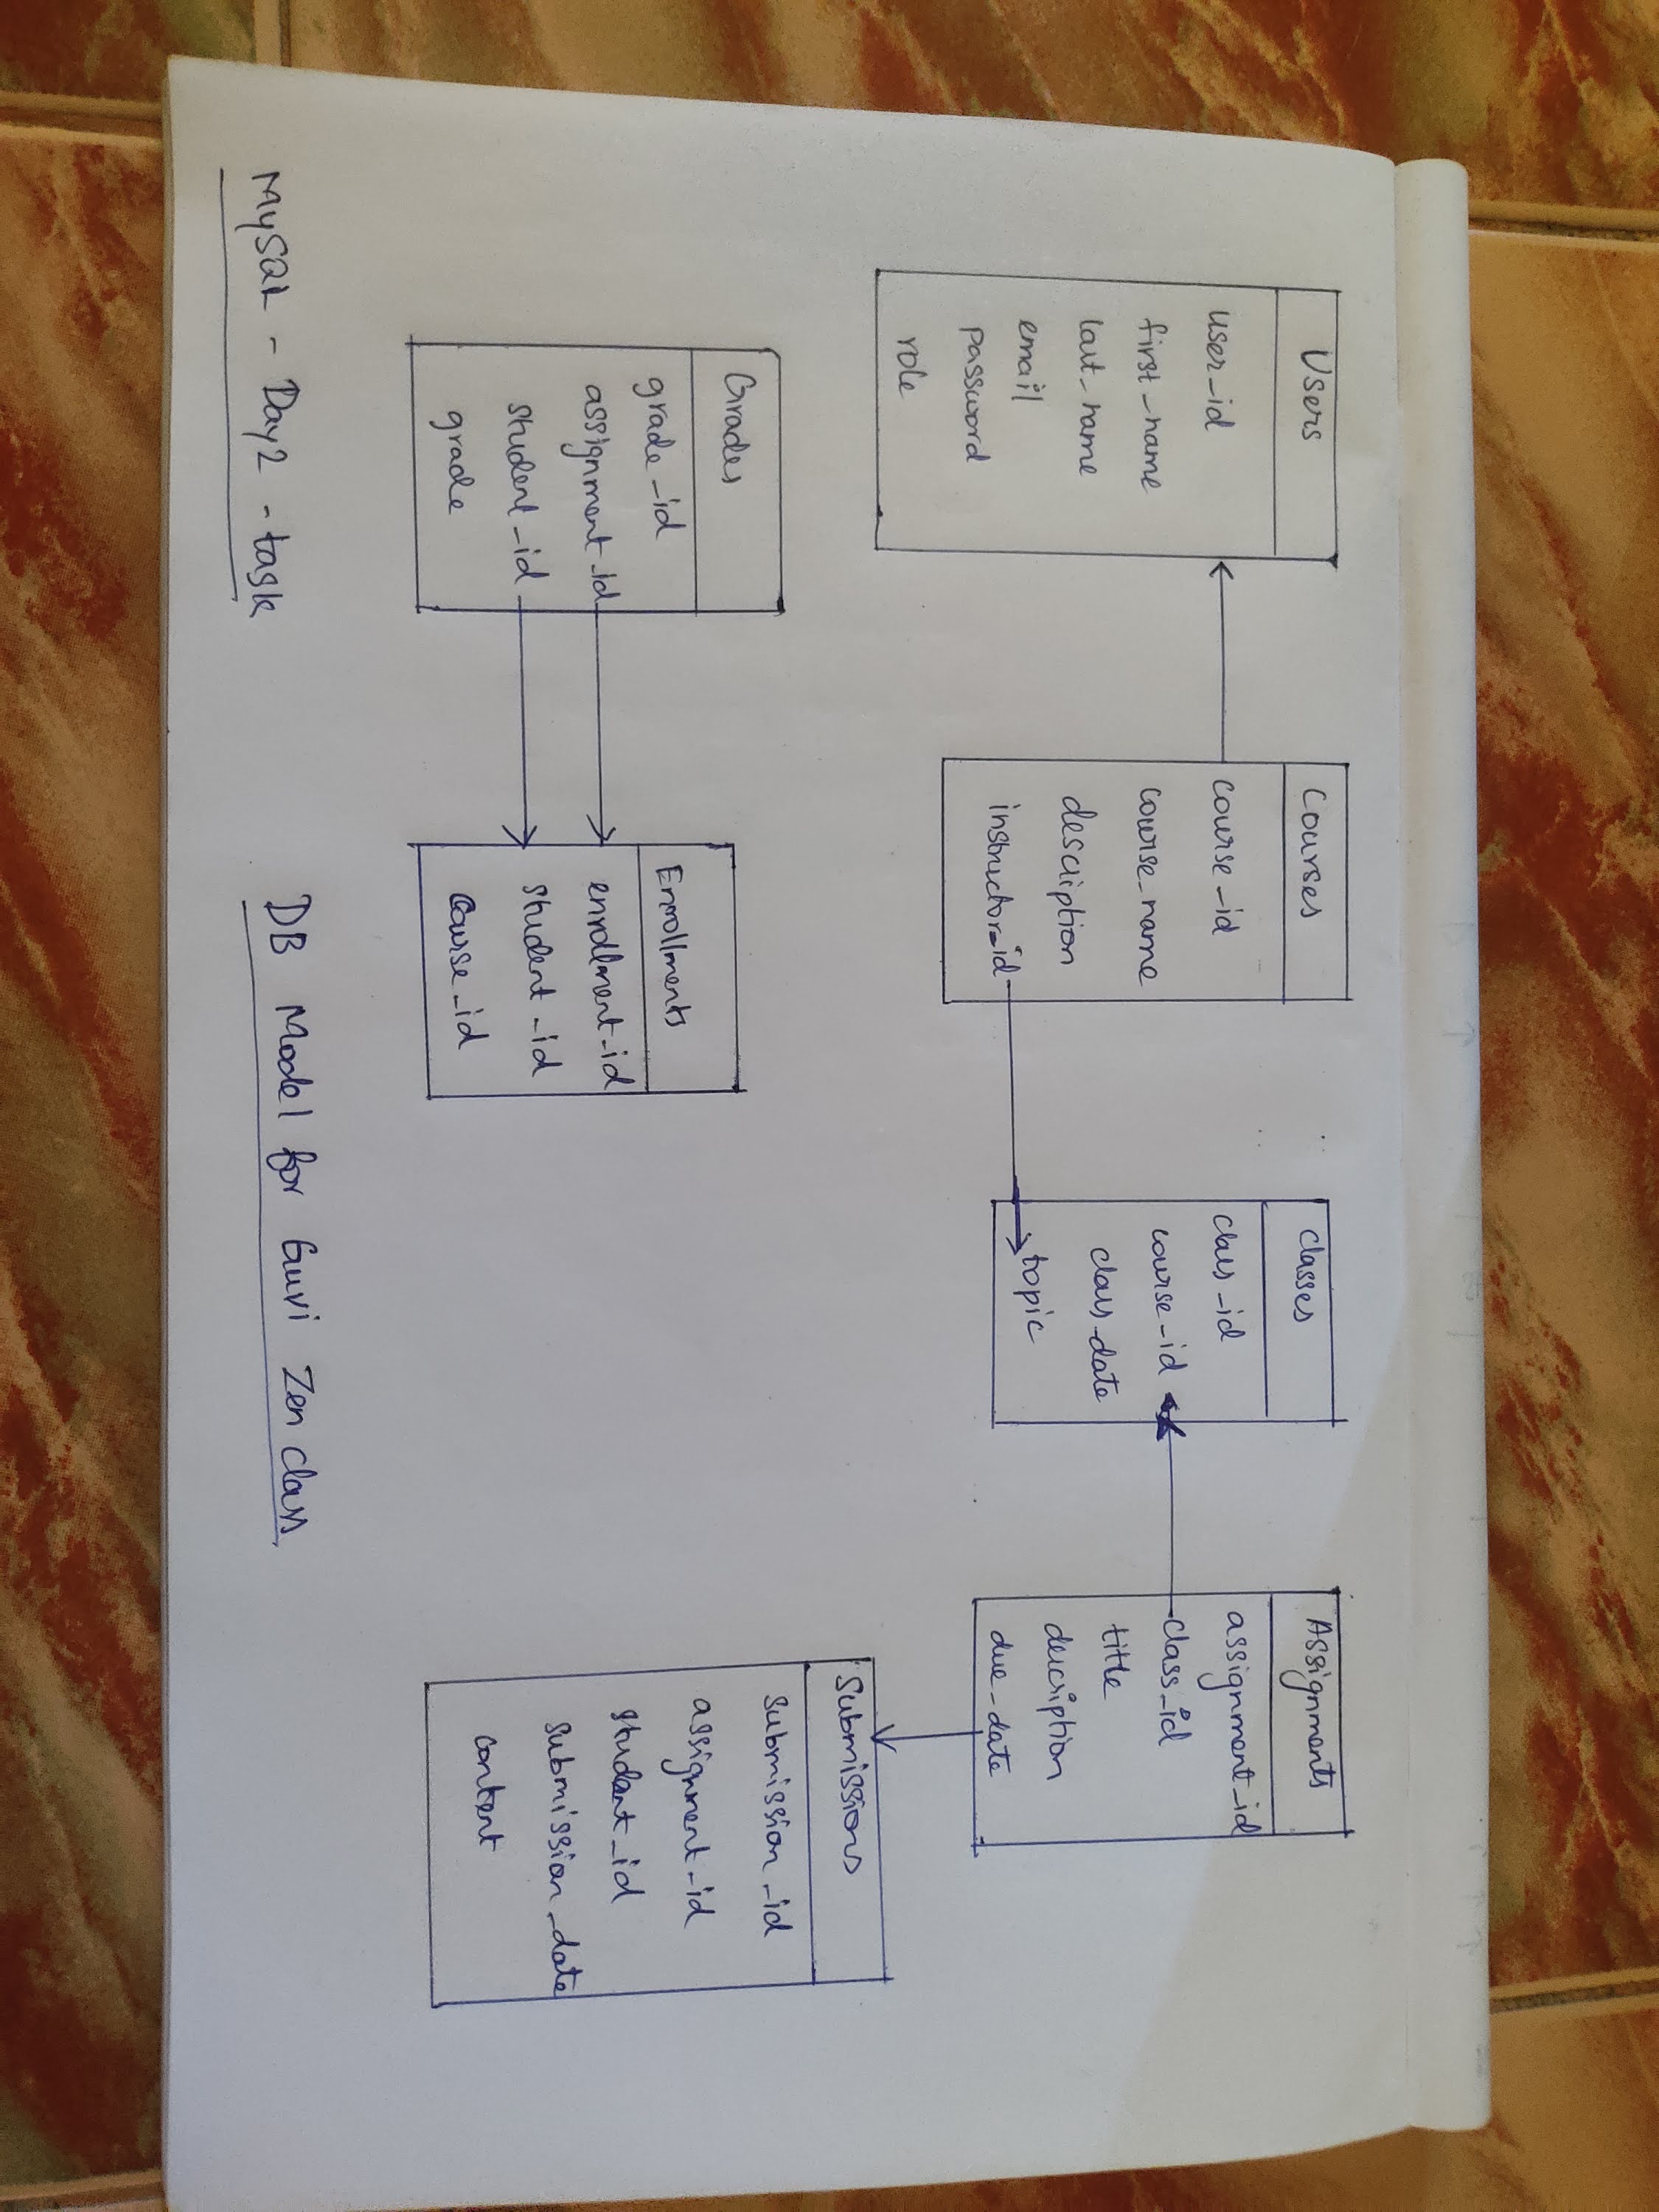 Users
user_id
first_name
last_name
email
password
role
Courses
course_id
course_name
description
instructor_id
Classes
class_id
course_id
class_date
topic
Assignments
assignment_id
class_id
title
description
due_date
Submissions
submission_id
assignment_id
student_id
submission_date
content
Grades
grade_id
assignment_id
student_id
grade
Enrollments
enrollment_id
student_id
course_id
MySQL - Day2 - task
DB Model for Guvi Zen class